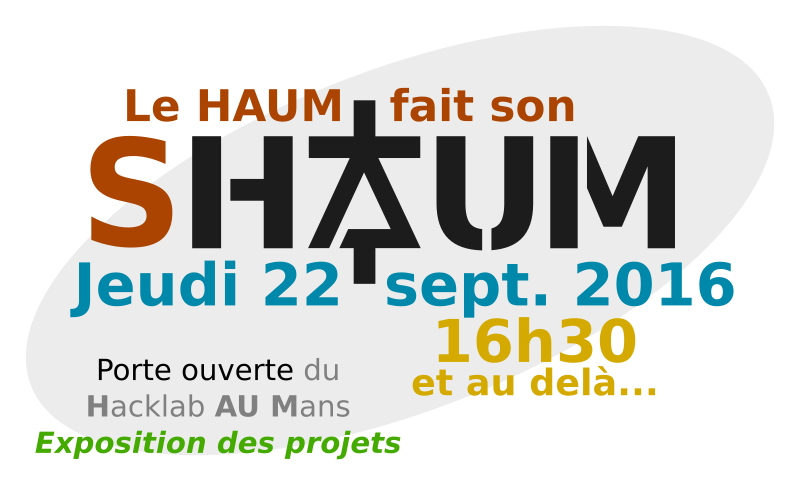 Le HAUM fait son
SHAUM
Jeudi 22 sept. 2016
16h30
et au delà...
Porte ouverte du
Hacklab AU Mans
Exposition des projets